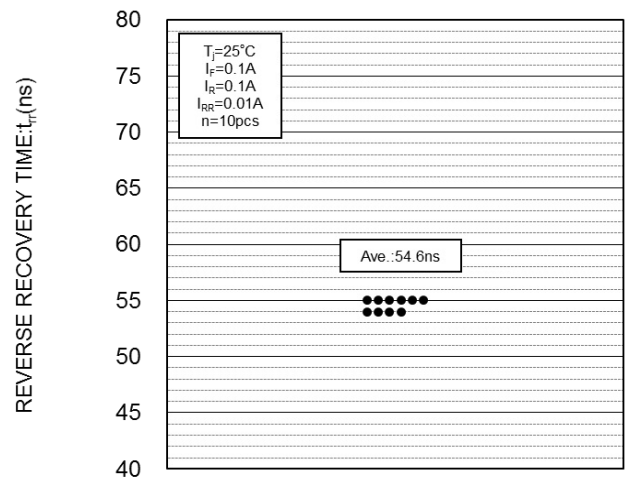 REVERSE RECOVERY TIME:trr(ns)
80
75
70
65
60
55
50
45
40
Tj=25°C
IF=0.1A
IR=0.1A
IRR=0.01A
n=10pcs
Ave.:54.6ns